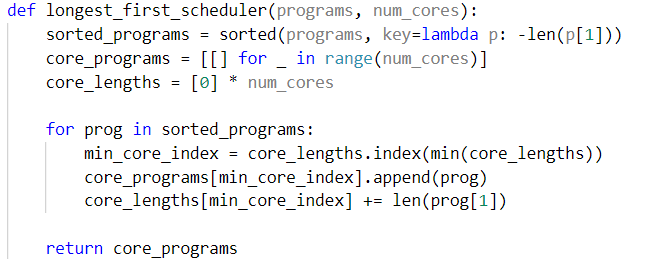 def longest_first_scheduler(programs, num_cores):
    sorted_programs = sorted(programs, key=lambda p: -len(p[1]))
    core_programs = [[] for _ in range(num_cores)]
    core_lengths = [0] * num_cores

    for prog in sorted_programs:
        min_core_index = core_lengths.index(min(core_lengths))
        core_programs[min_core_index].append(prog)
        core_lengths[min_core_index] += len(prog[1])

    return core_programs